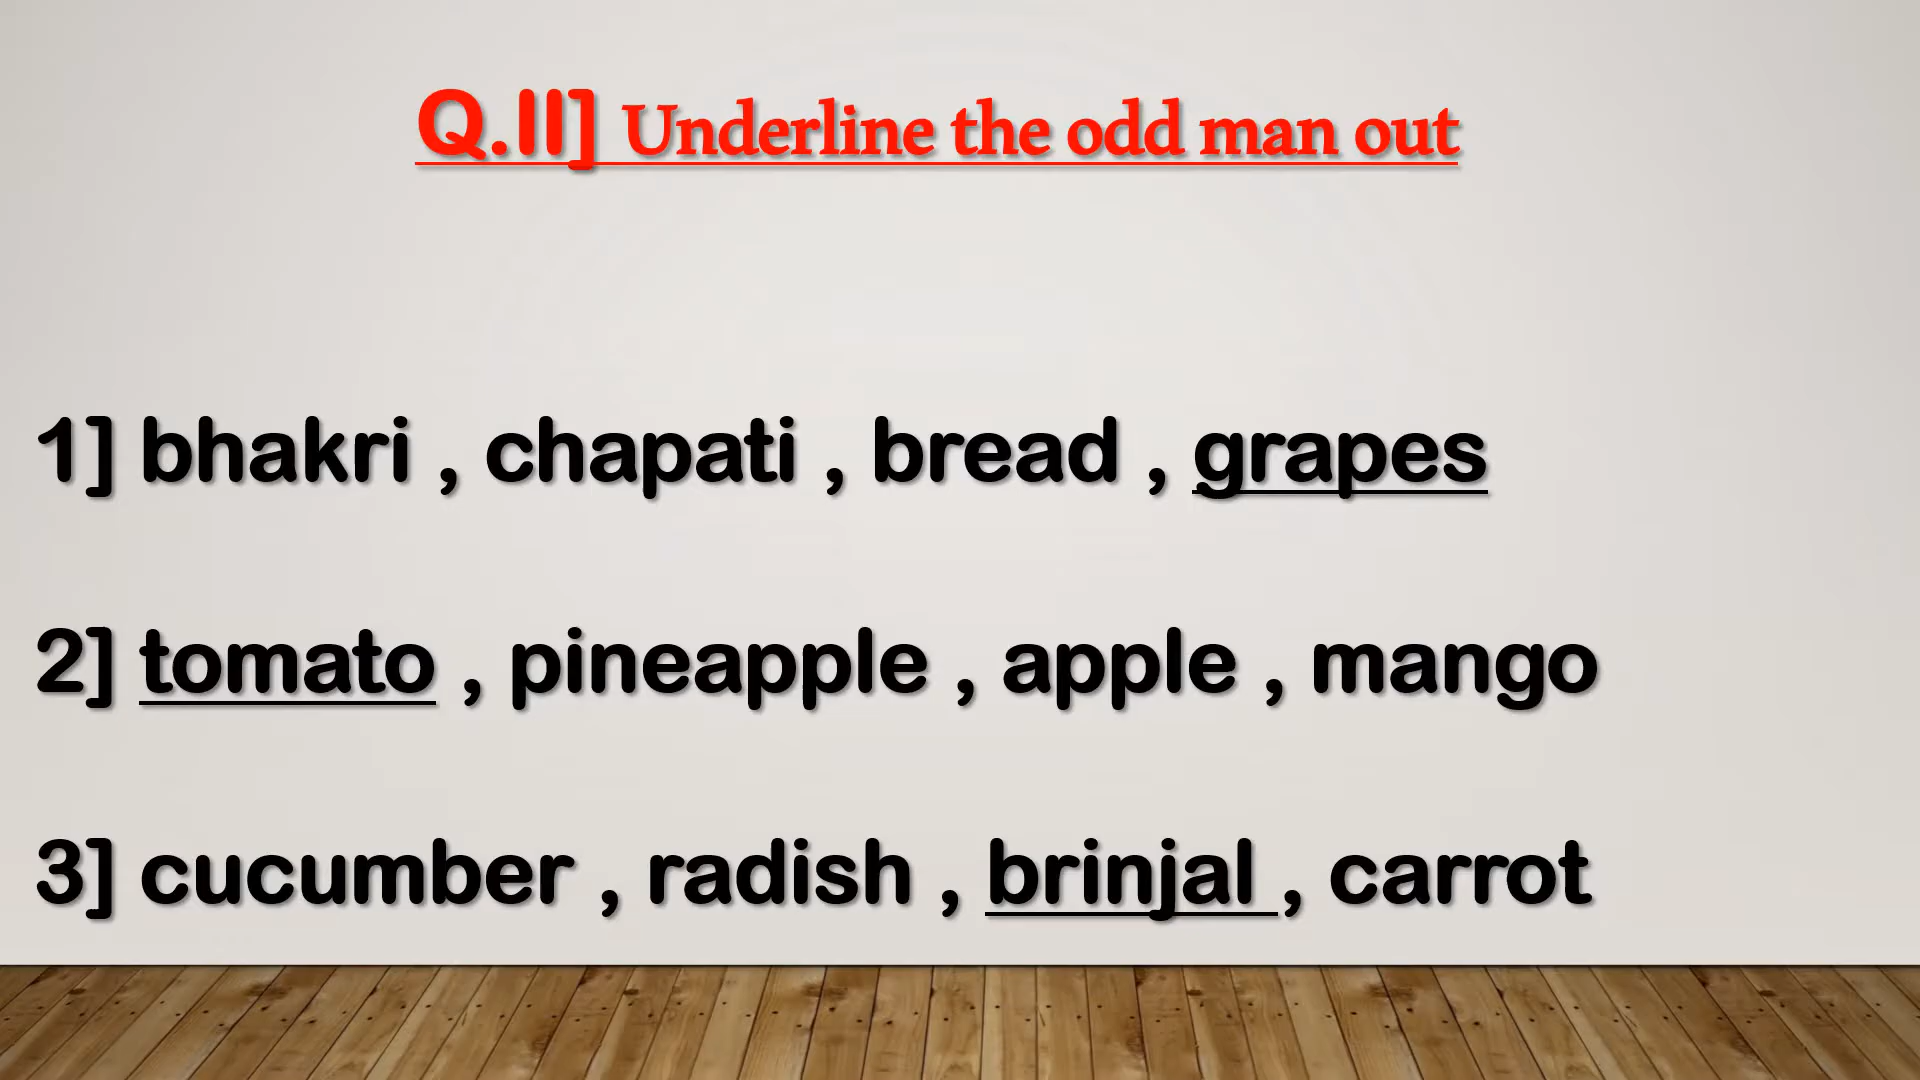 Q.II] Underline the odd man out
1] bhakri , chapati , bread , grapes
2] tomato , pineapple , apple , mango
3] cucumber , radish , brinjal , carrot